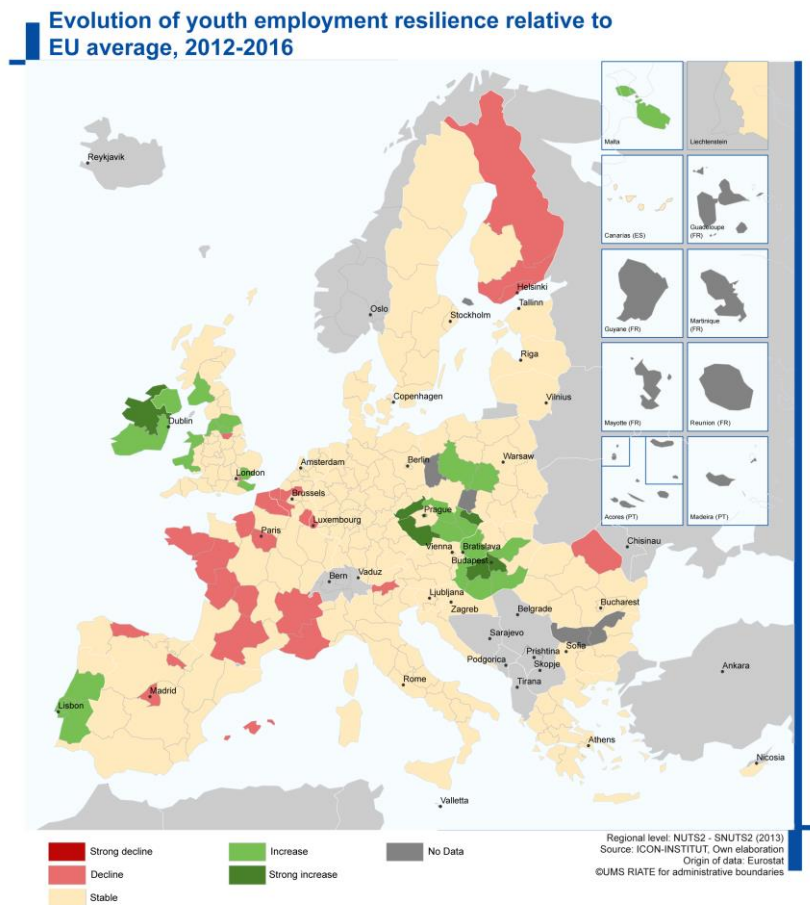 Evolution of youth employment resilience relative to
EU average, 2012-2016
Reykjavik
Malta
Liechtenstein
Canarias (ES)
Guadeloupe
(FR)
Oslo
Helsinki
Tallinn
Stockholm
Guyane (FR)
Martinique
(FR)
Riga
Copenhagen
Vilnius
Mayotte (FR)
Reunion (FR)
Dublin
London
Amsterdam
Berlin
Warsaw
Brussels
Acores (PT)
Madeira (PT)
Prague
Luxembourg
Paris
Chisinau
Vienna
Bratislava
Budapest
Bern
Vaduz
Ljubljana
Zagreb
Belgrade
Bucharest
Sarajevo
Prishtina
Sofia
Podgorica
Skopje
Tirana
Ankara
Madrid
Lisbon
Rome
Athens
Nicosia
Valletta
Strong decline
Decline
Stable
Increase
Strong increase
No Data
Regional level: NUTS2 - SNUTS2 (2013)
Source: ICON-INSTITUT, Own elaboration
Origin of data: Eurostat
©UMS RIATE for administrative boundaries